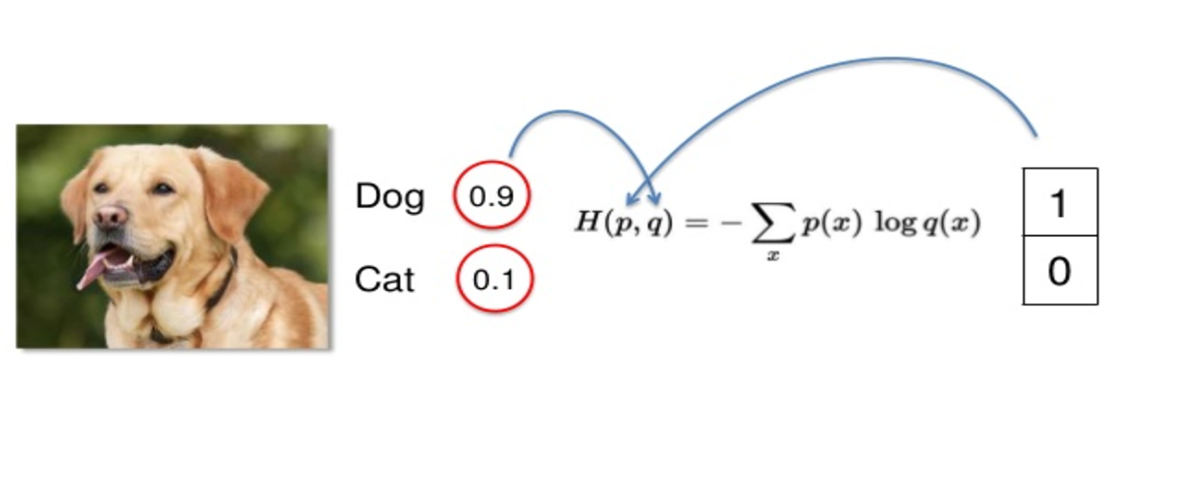 Dog 0.9
Cat 0.1
H(p, q) = − ∑ₓ p(x) log q(x)
1
0